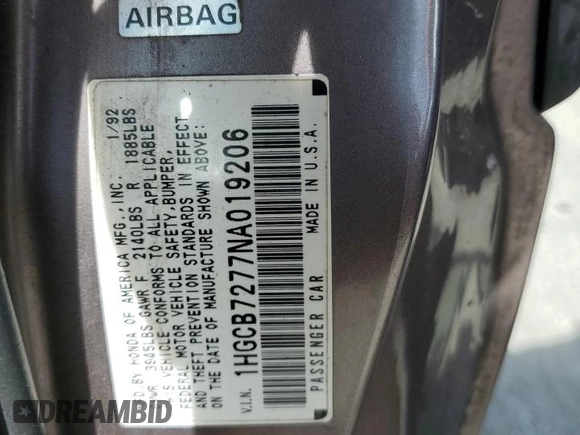 AIRBAG
D BY HONDA OF AMERICA MFG., INC. 1/92
WR 3945LBS GAWR F 2140LBS R 1885LBS
S VEHICLE CONFORMS TO ALL APPLICABLE
FEDERAL MOTOR VEHICLE SAFETY,BUMPER,
AND THEFT PREVENTION STANDARDS IN EFFECT
ON THE DATE OF MANUFACTURE SHOWN ABOVE:
V.I.N. 1HGCB7277NA019206
PASSENGER CAR MADE IN U.S.A.
DREAMBID